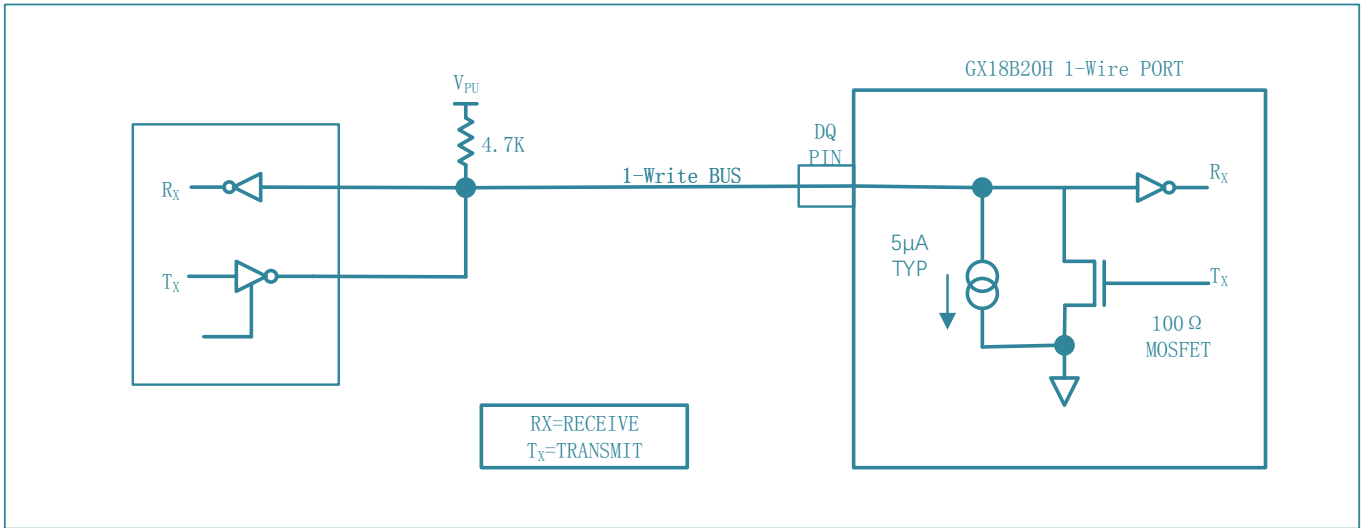 GX18B20H 1-Wire PORT
VPU
4.7K
DQ
PIN
1-Write BUS
RX
RX
5μA
TYP
TX
TX
100Ω
MOSFET
RX=RECEIVE
TX=TRANSMIT